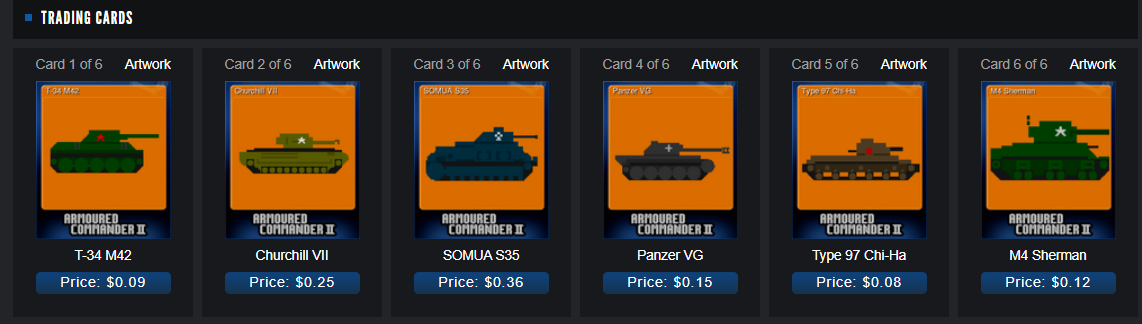 TRADING CARDS
Card 1 of 6 Artwork
T-34 M42
ARMOURED
COMMANDER II
T-34 M42
Price: $0.09
Card 2 of 6 Artwork
Churchill VII
ARMOURED
COMMANDER II
Churchill VII
Price: $0.25
Card 3 of 6 Artwork
SOMUA S35
ARMOURED
COMMANDER II
SOMUA S35
Price: $0.36
Card 4 of 6 Artwork
Panzer VG
ARMOURED
COMMANDER II
Panzer VG
Price: $0.15
Card 5 of 6 Artwork
Type 97 Chi-Ha
ARMOURED
COMMANDER II
Type 97 Chi-Ha
Price: $0.08
Card 6 of 6 Artwork
M4 Sherman
ARMOURED
COMMANDER II
M4 Sherman
Price: $0.12